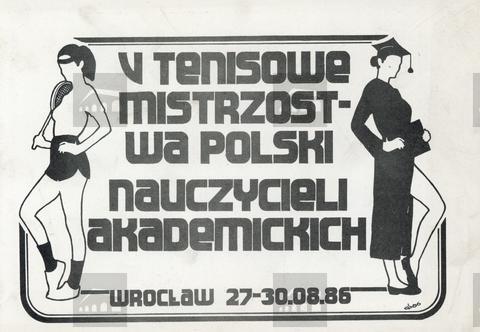 V TENISOWE
MISTRZOST-
WA POLSKI
NAUCZYCIELI
AKADEMICKICH
WROCŁAW 27-30.08.86